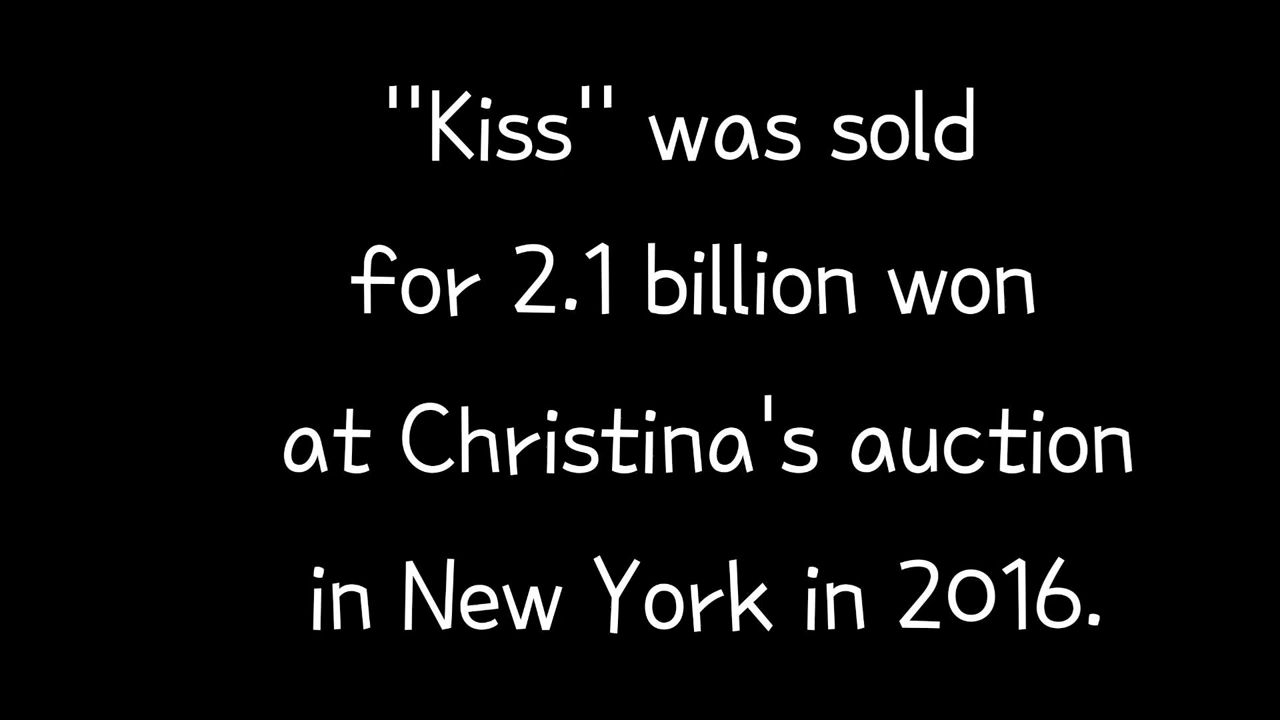 "Kiss" was sold
for 2.1 billion won
at Christina's auction
in New York in 2016.